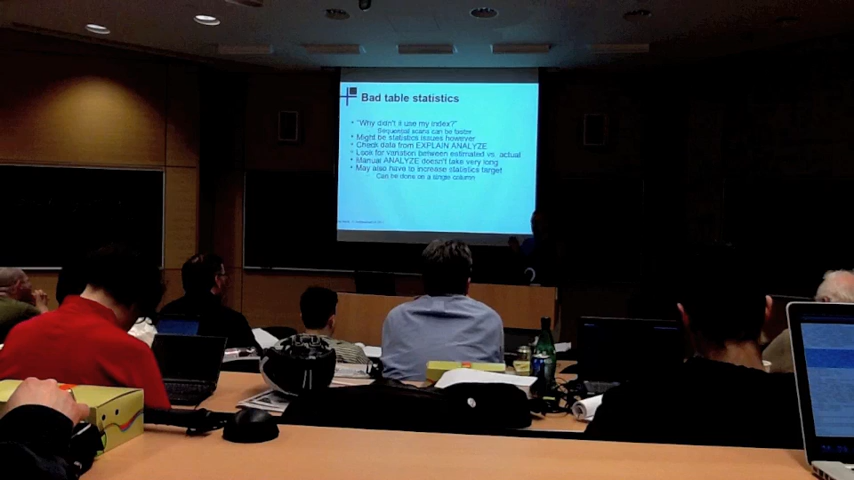 Bad table statistics
• "Why didn't it use my index?"
Sequential scans can be faster
• Might be statistics issues however
• Check data from EXPLAIN ANALYZE
• Look for variation between estimated vs. actual
• Manual ANALYZE doesn't take very long
• May also have to increase statistics target
Can be done on a single column